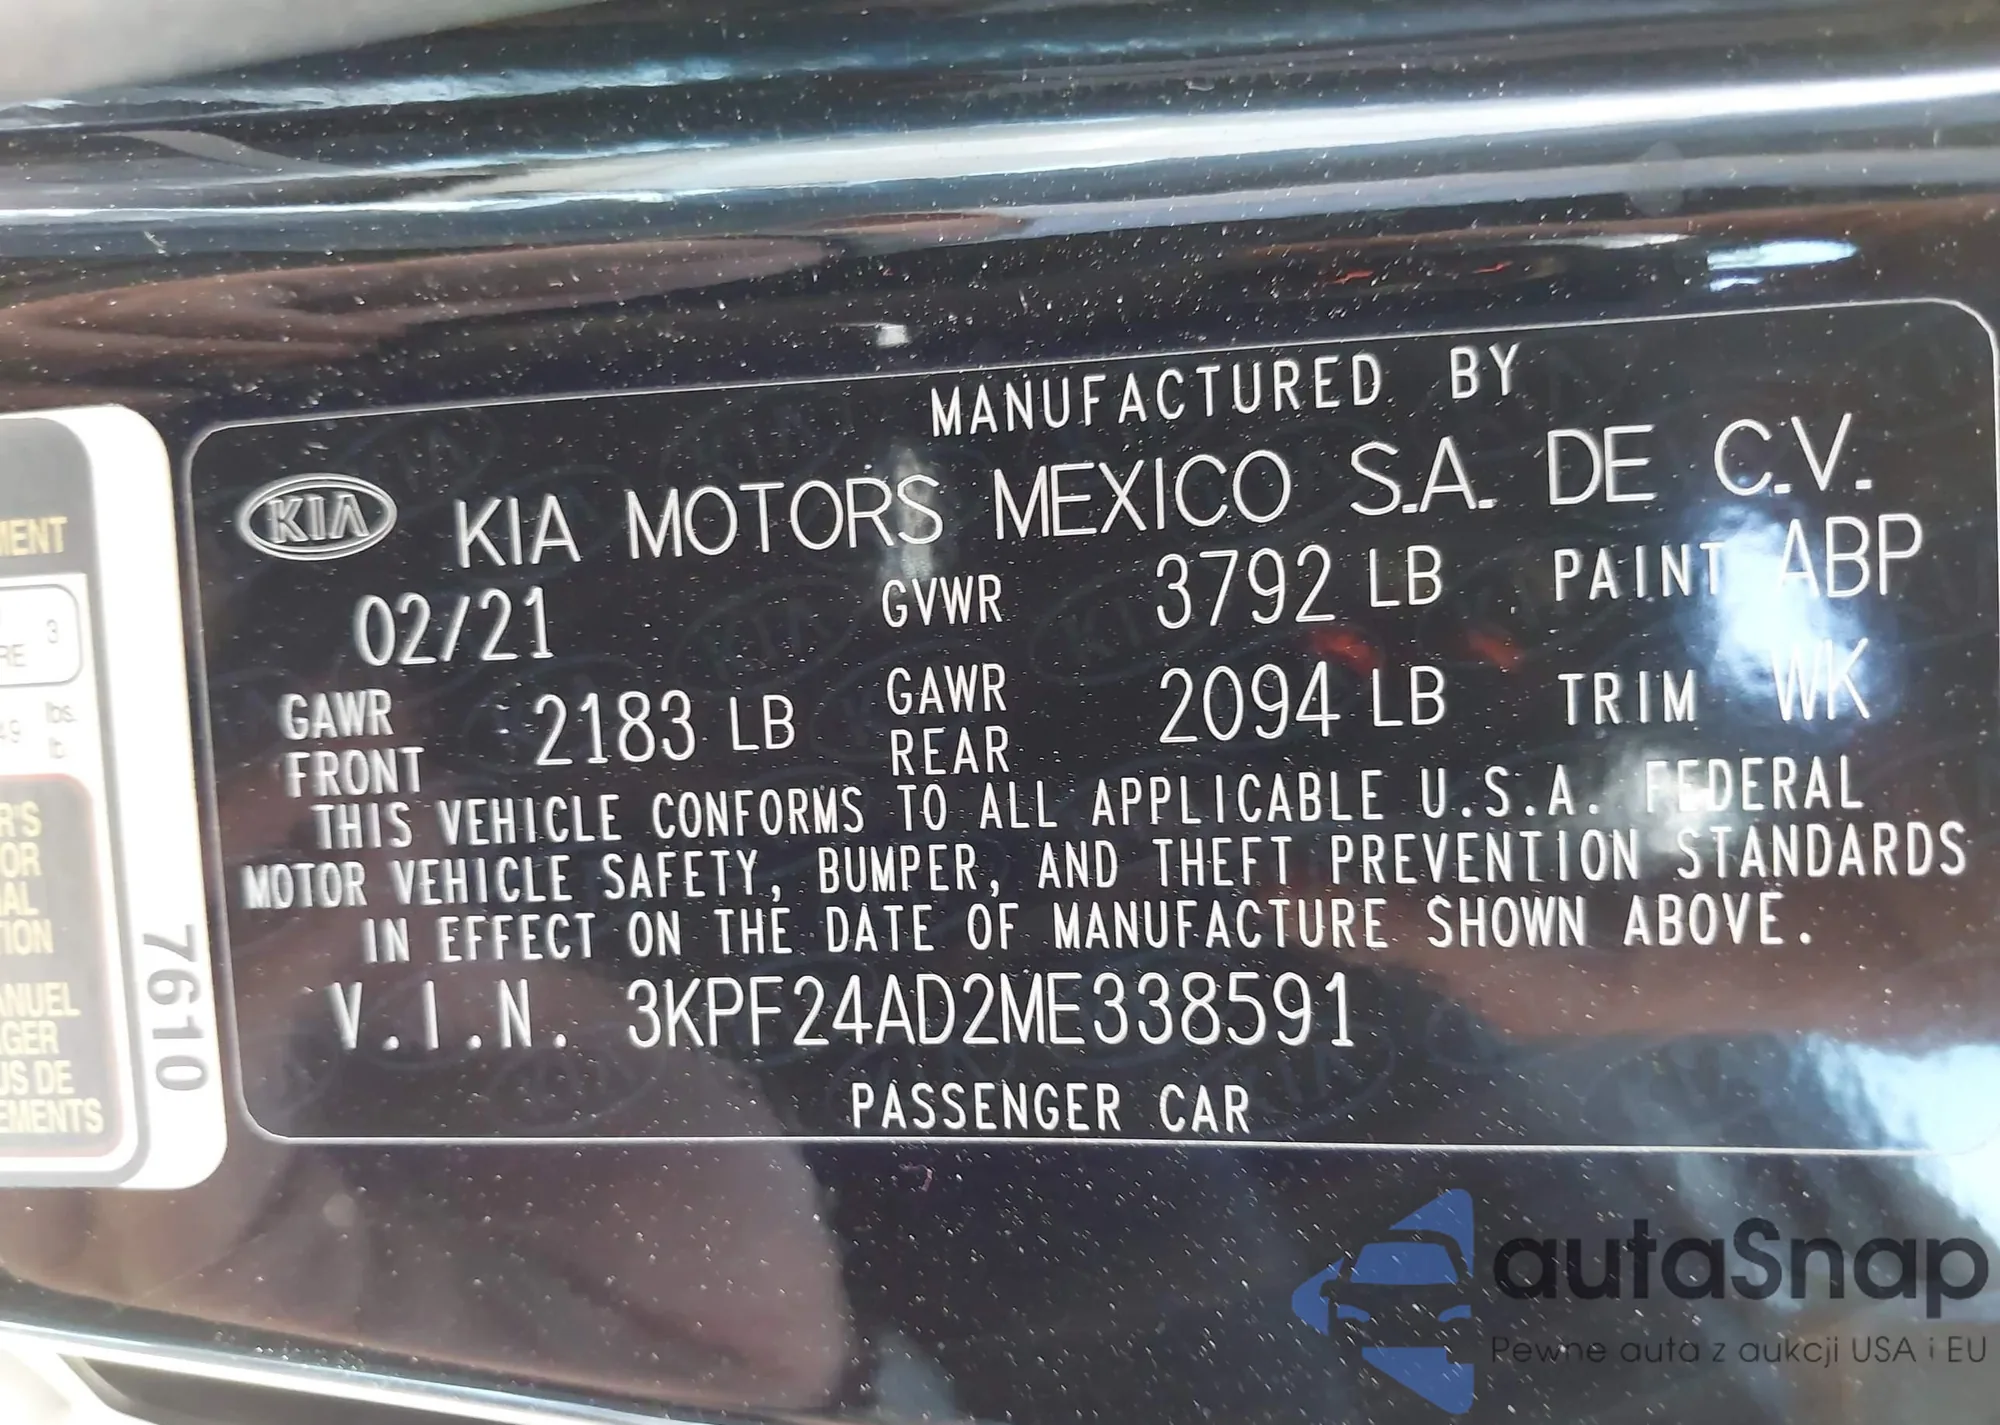 MANUFACTURED BY
KIA KIA MOTORS MEXICO S.A. DE C.V.
02/21 GVWR 3792 LB PAINT ABP
GAWR FRONT 2183 LB GAWR REAR 2094 LB TRIM WK
THIS VEHICLE CONFORMS TO ALL APPLICABLE U.S.A. FEDERAL
MOTOR VEHICLE SAFETY, BUMPER, AND THEFT PREVENTION STANDARDS
IN EFFECT ON THE DATE OF MANUFACTURE SHOWN ABOVE.
V.I.N. 3KPF24AD2ME338591
PASSENGER CAR
7610
3
lbs.
lb.
autaSnap
Pewne auta z aukcji USA i EU